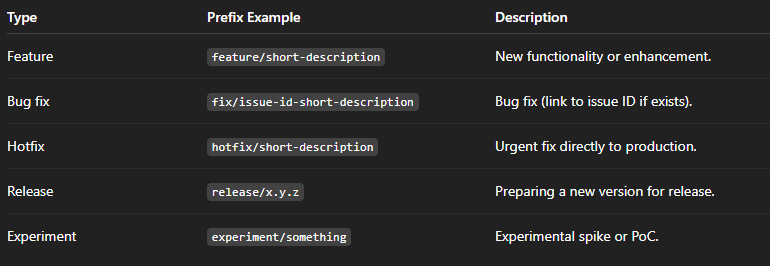 Type Prefix Example Description
Feature feature/short-description New functionality or enhancement.
Bug fix fix/issue-id-short-description Bug fix (link to issue ID if exists).
Hotfix hotfix/short-description Urgent fix directly to production.
Release release/x.y.z Preparing a new version for release.
Experiment experiment/something Experimental spike or PoC.